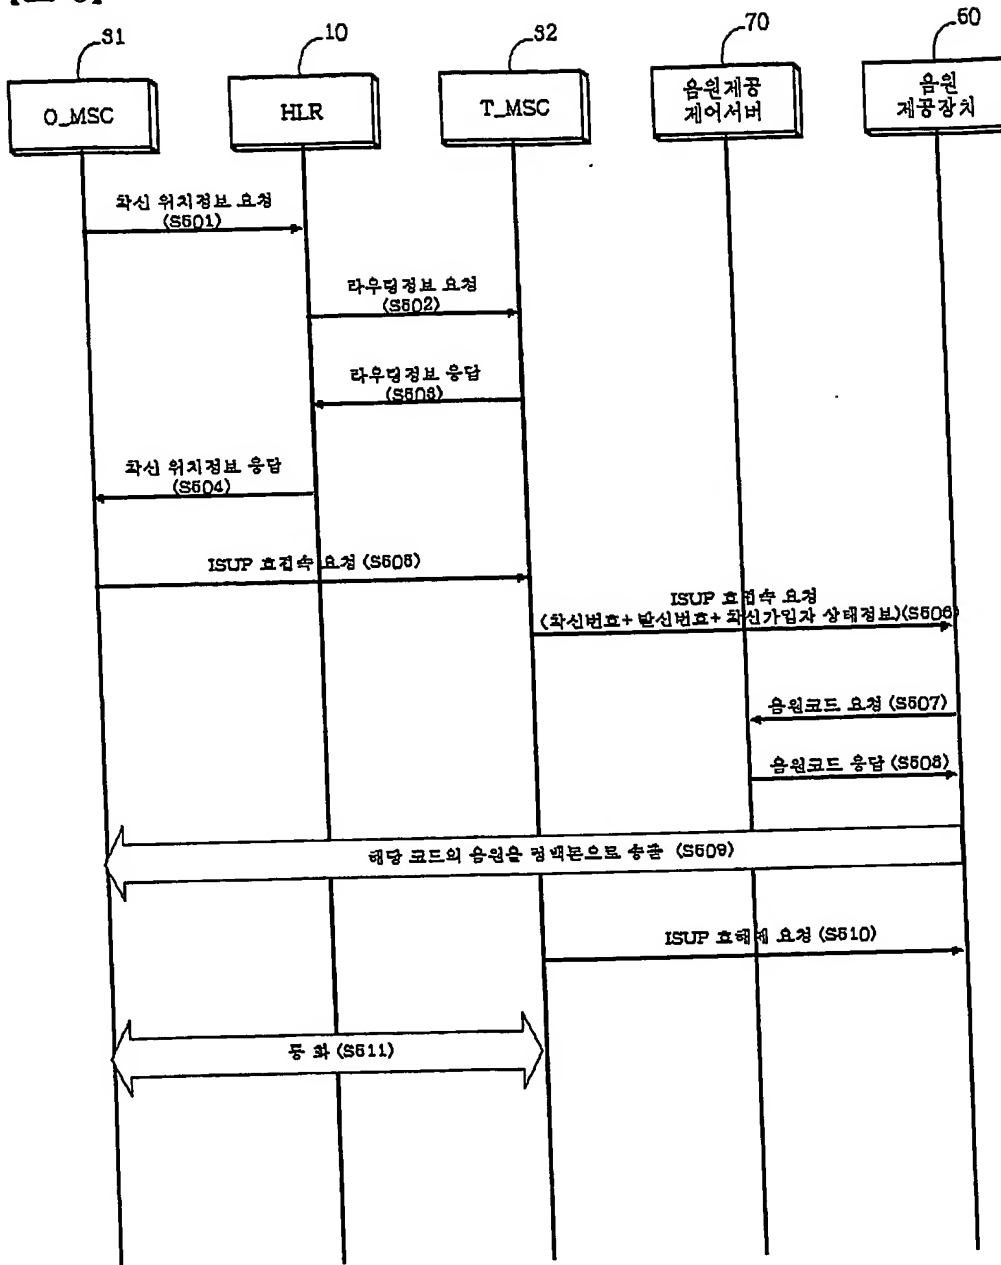 31
10
32
70
60
O_MSC
HLR
T_MSC
음원제공
제어서버
음원
제공장치
착신 위치정보 요청
(S501)
라우팅정보 요청
(S502)
라우팅정보 응답
(S503)
착신 위치정보 응답
(S504)
ISUP 호접속 요청 (S505)
ISUP 호접속 요청
(착신번호+ 발신번호+ 착신가입자 상태정보)(S506)
음원코드 요청 (S507)
음원코드 응답 (S508)
해당 코드의 음원을 링백톤으로 송출 (S509)
ISUP 호해제 요청 (S510)
통 화 (S511)